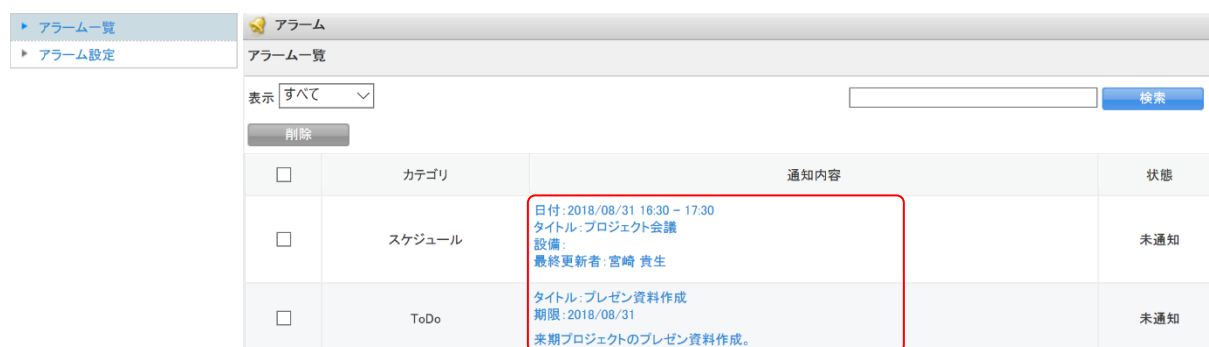 アラーム一覧
アラーム設定
アラーム
アラーム一覧
表示 すべて
検索
削除
カテゴリ 通知内容 状態
スケジュール
日付:2018/08/31 16:30 - 17:30
タイトル:プロジェクト会議
設備:
最終更新者:宮崎 貴生
未通知
ToDo
タイトル:プレゼン資料作成
期限:2018/08/31
来期プロジェクトのプレゼン資料作成。
未通知